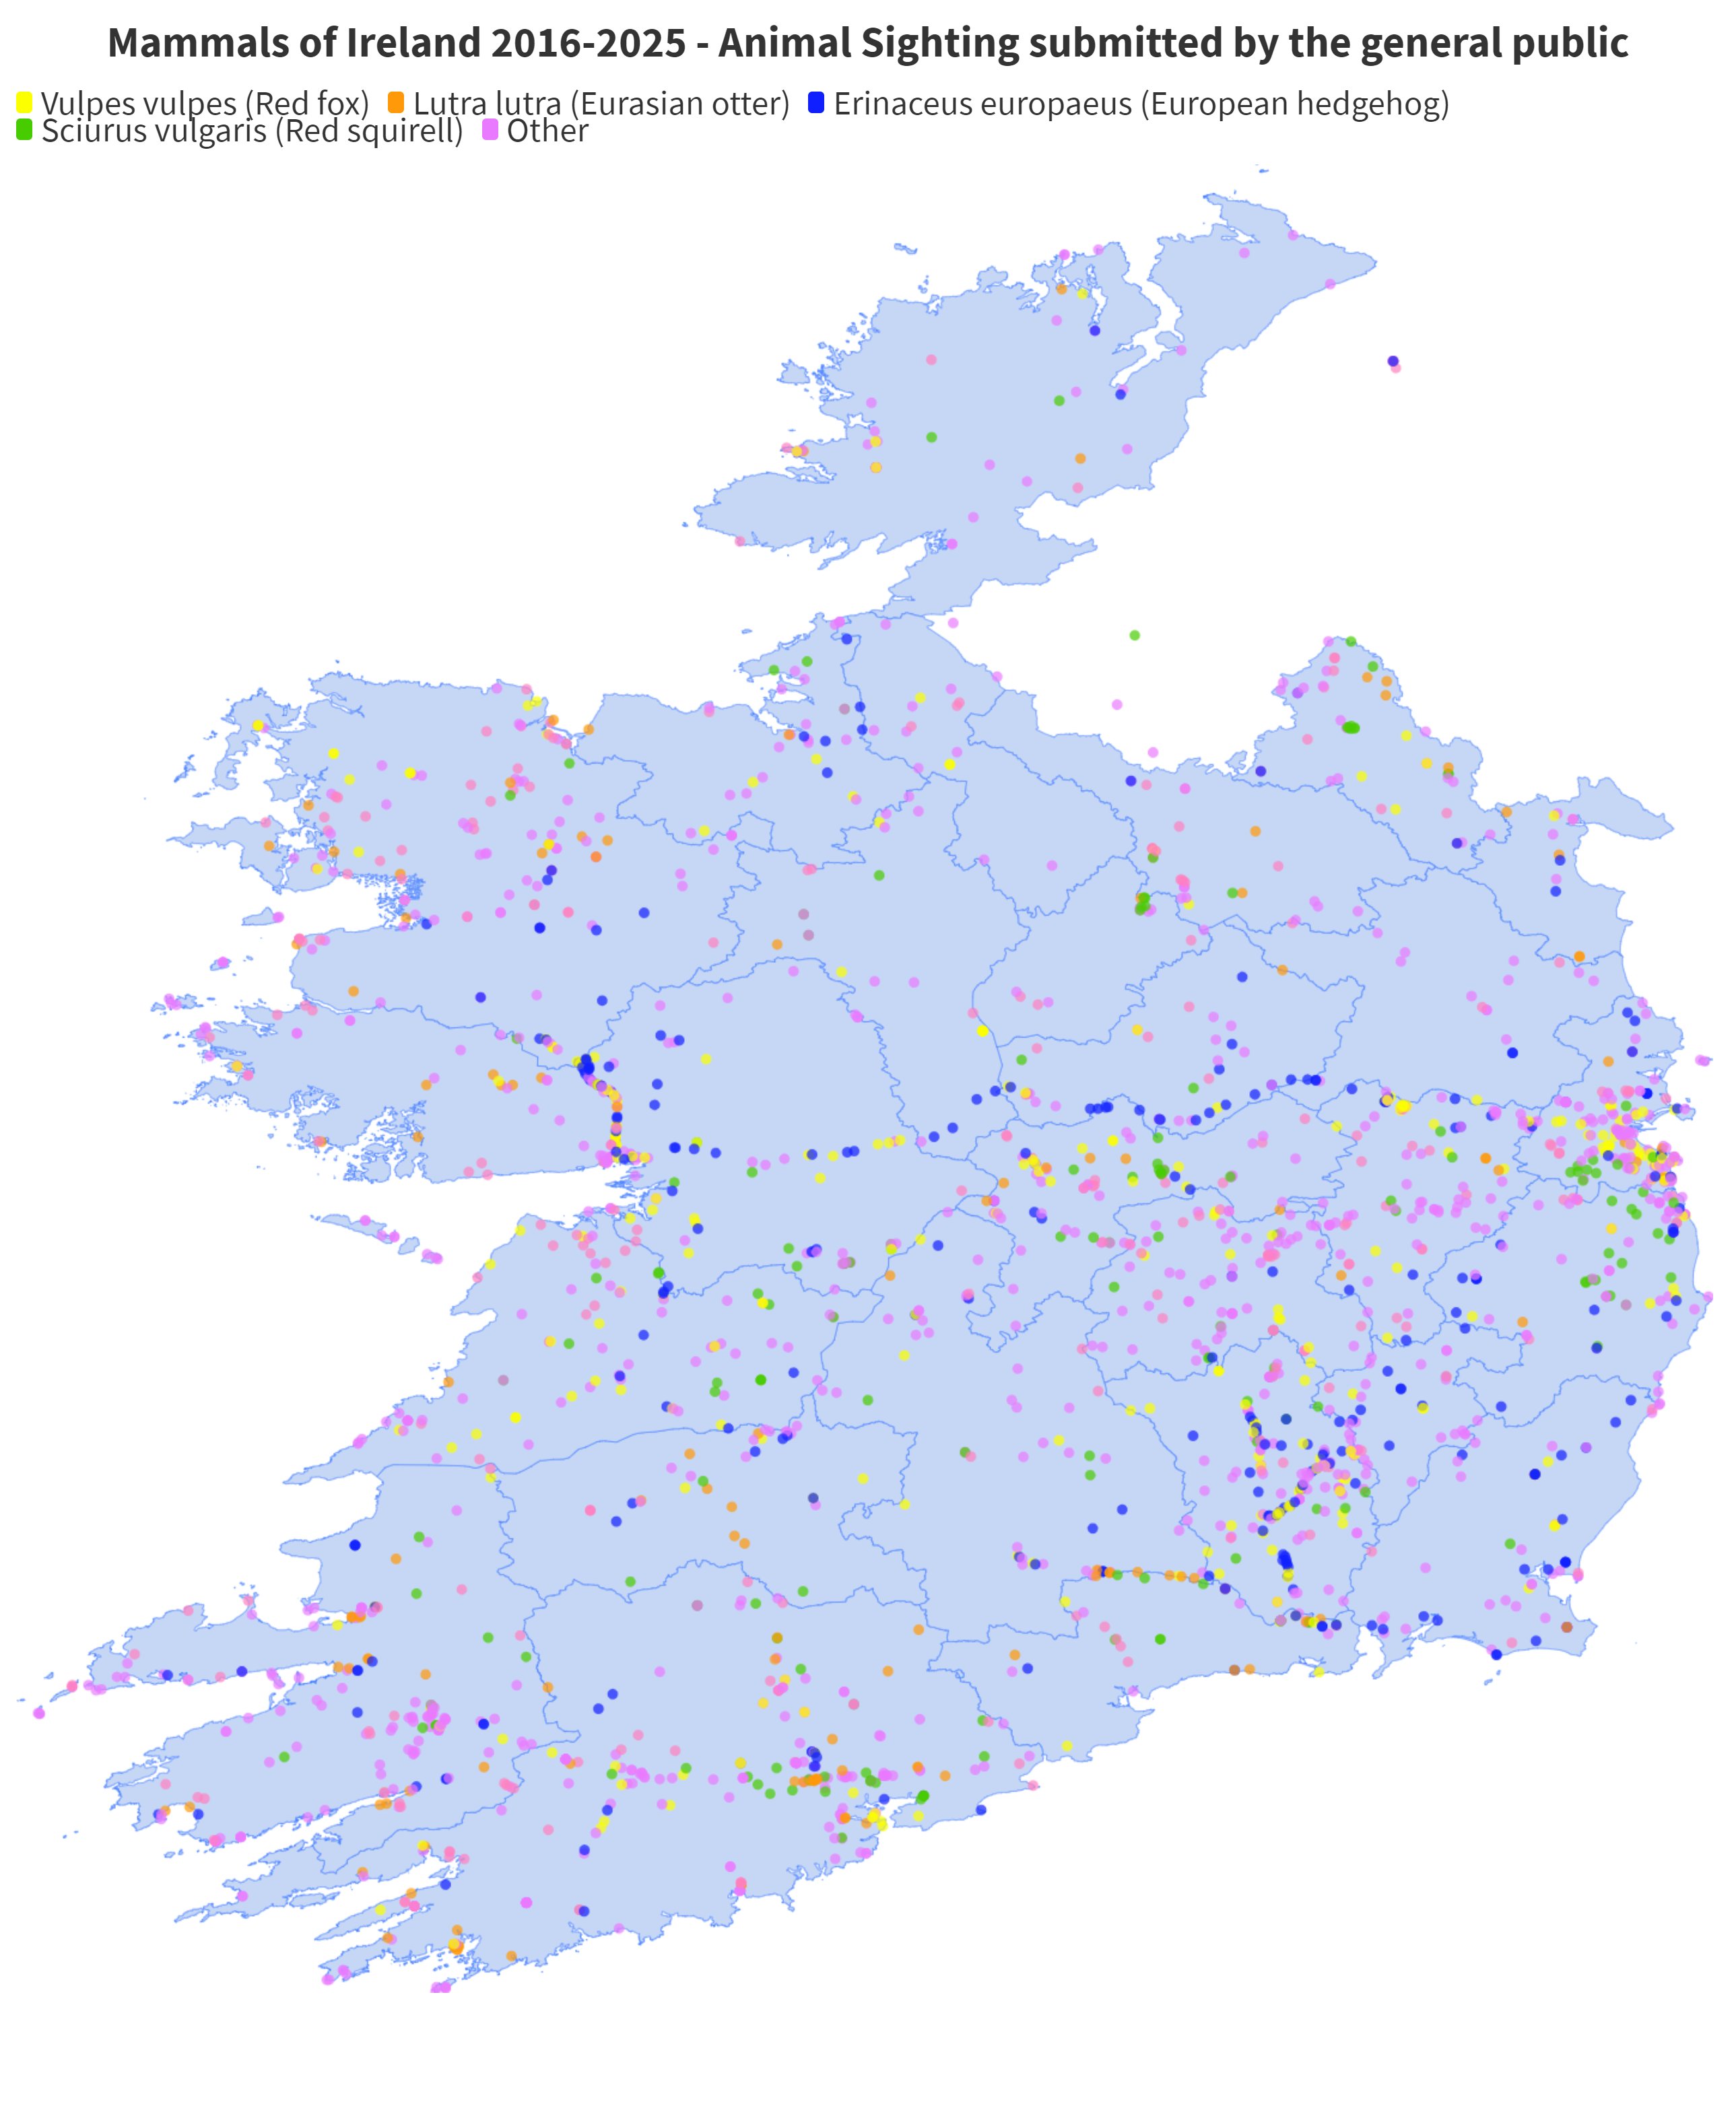 Mammals of Ireland 2016-2025 - Animal Sighting submitted by the general public
Vulpes vulpes (Red fox) Lutra lutra (Eurasian otter) Erinaceus europaeus (European hedgehog)
Sciurus vulgaris (Red squirell) Other